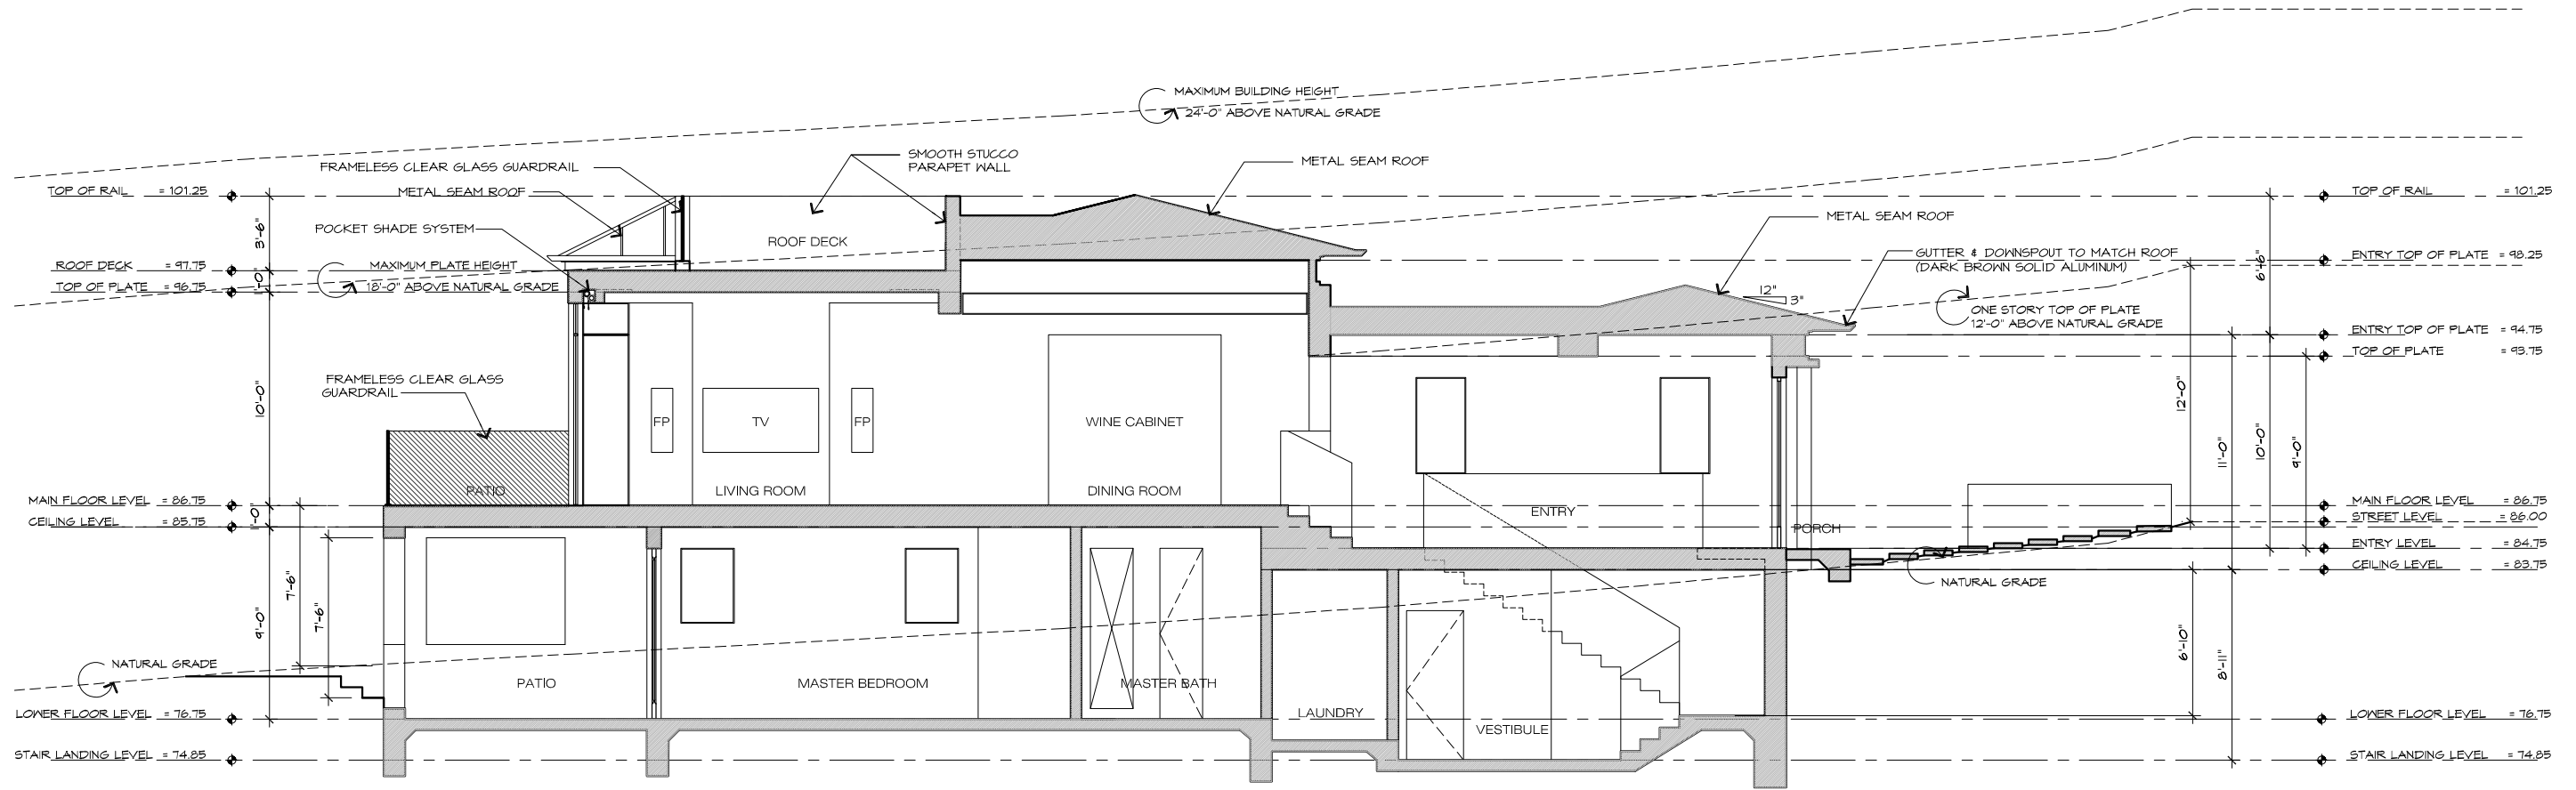 MAXIMUM BUILDING HEIGHT
24'-0" ABOVE NATURAL GRADE
FRAMELESS CLEAR GLASS GUARDRAIL
SMOOTH STUCCO
PARAPET WALL
METAL SEAM ROOF
TOP OF RAIL = 101.25
METAL SEAM ROOF
TOP OF RAIL = 101.25
METAL SEAM ROOF
POCKET SHADE SYSTEM
ROOF DECK
3'-6"
GUTTER & DOWNSPOUT TO MATCH ROOF
(DARK BROWN SOLID ALUMINUM)
6'-6"
ENTRY TOP OF PLATE = 98.25
ROOF DECK = 97.75
MAXIMUM PLATE HEIGHT
18'-0" ABOVE NATURAL GRADE
TOP OF PLATE = 96.75
1'-0"
12"
3"
ONE STORY TOP OF PLATE
12'-0" ABOVE NATURAL GRADE
ENTRY TOP OF PLATE = 94.75
TOP OF PLATE = 93.75
FRAMELESS CLEAR GLASS
GUARDRAIL
10'-0"
12'-0"
FP
TV
FP
WINE CABINET
11'-0"
10'-0"
9'-0"
PATIO
LIVING ROOM
DINING ROOM
MAIN FLOOR LEVEL = 86.75
MAIN FLOOR LEVEL = 86.75
ENTRY
STREET LEVEL = 86.00
CEILING LEVEL = 85.75
1'-0"
PORCH
ENTRY LEVEL = 84.75
CEILING LEVEL = 83.75
NATURAL GRADE
7'-6"
7'-6"
9'-0"
6'-10"
8'-11"
NATURAL GRADE
PATIO
MASTER BEDROOM
MASTER BATH
LOWER FLOOR LEVEL = 76.75
LAUNDRY
LOWER FLOOR LEVEL = 76.75
VESTIBULE
STAIR LANDING LEVEL = 74.85
STAIR LANDING LEVEL = 74.85